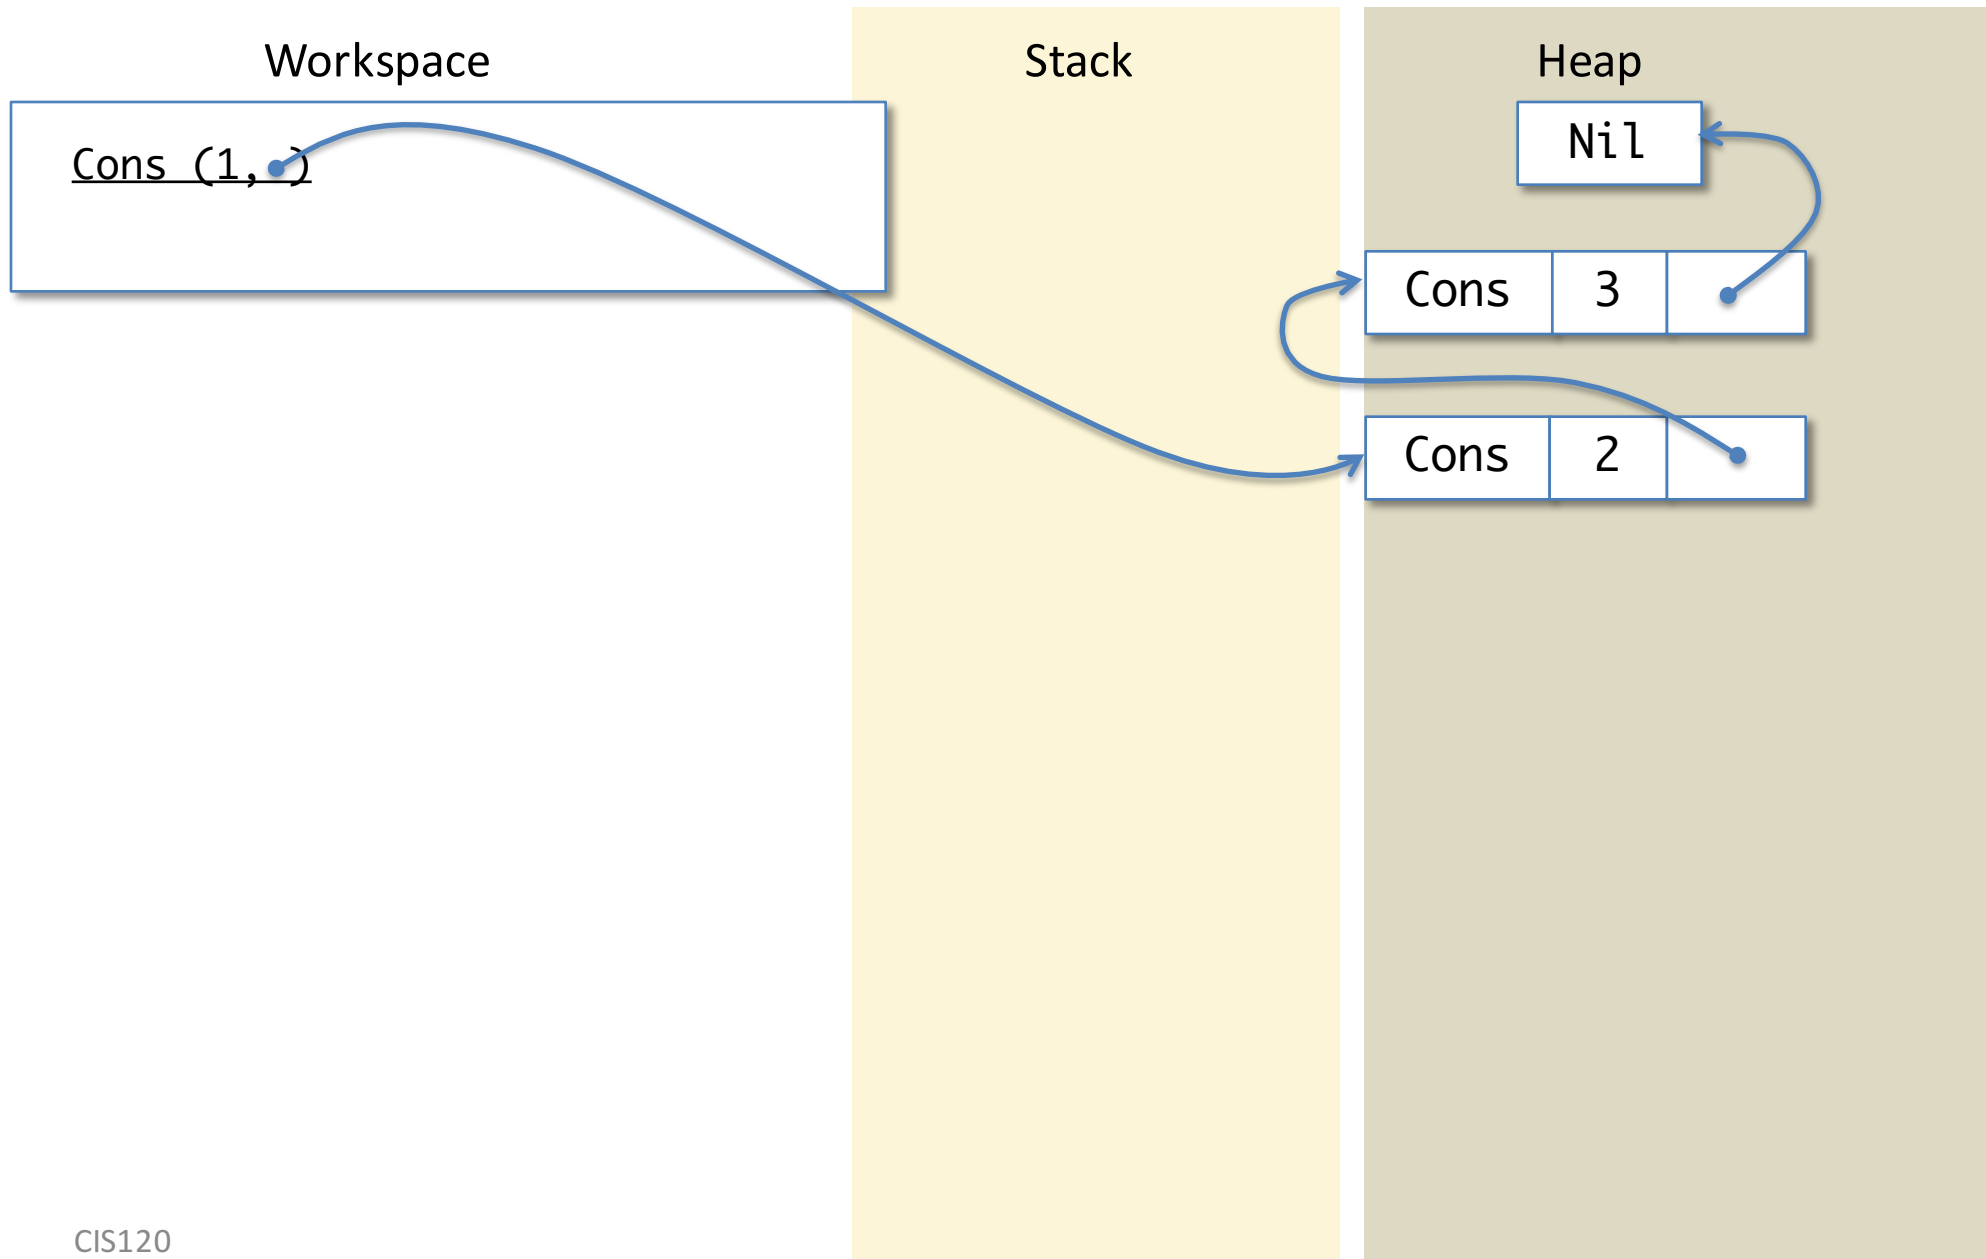 Workspace
Stack
Heap
Cons (1, )
Nil
Cons 3
Cons 2
CIS120